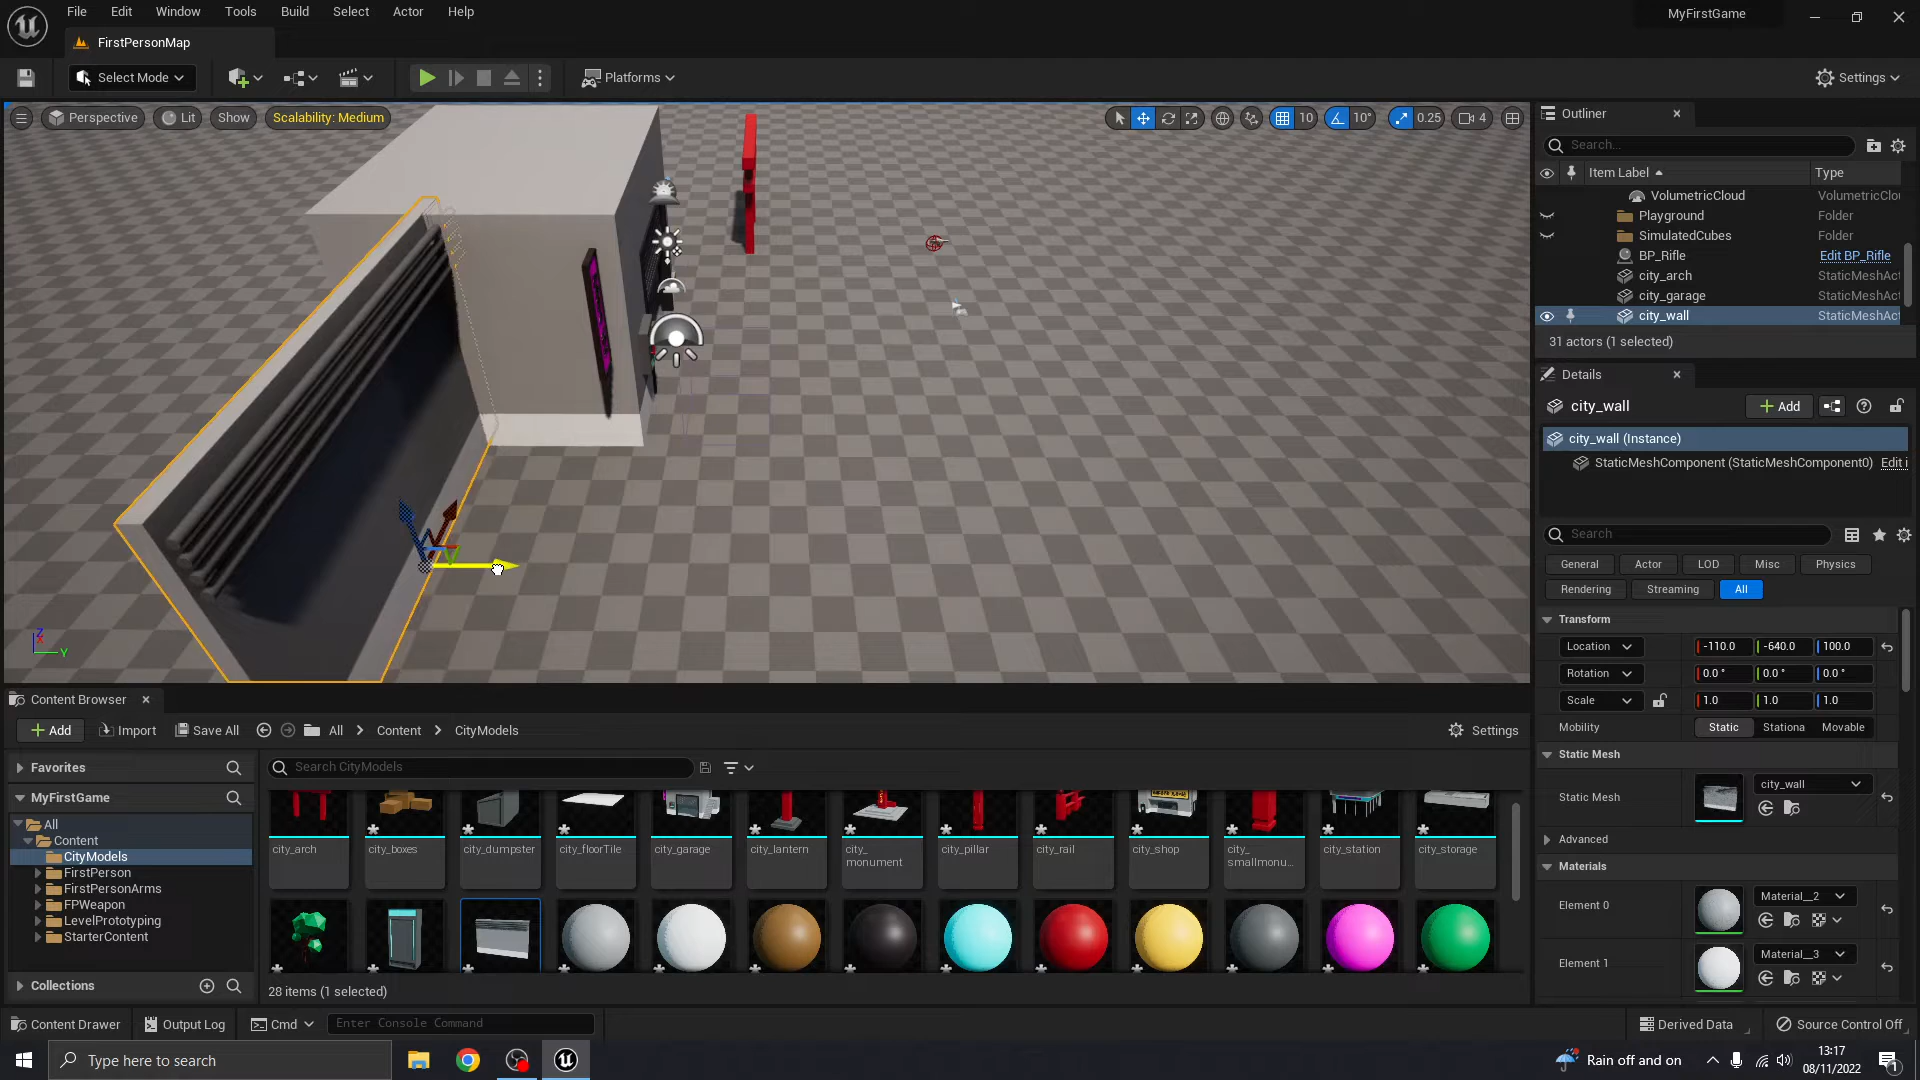 File Edit Window Tools Build Select Actor Help
MyFirstGame
FirstPersonMap
Select Mode
Platforms
Settings
Perspective Lit Show Scalability: Medium
10 10° 0.25 4
Outliner
Search...
Item Label Type
VolumetricCloud VolumetricClou
Playground Folder
SimulatedCubes Folder
BP_Rifle Edit BP_Rifle
city_arch StaticMeshAct
city_garage StaticMeshAct
city_wall StaticMeshAct
31 actors (1 selected)
Details
city_wall
Add
city_wall (Instance)
StaticMeshComponent (StaticMeshComponent0) Edit i
Search
General Actor LOD Misc Physics
Rendering Streaming All
Transform
Location -110.0 -640.0 100.0
Rotation 0.0 ° 0.0 ° 0.0 °
Scale 1.0 1.0 1.0
Mobility Static Stationa Movable
Static Mesh
Static Mesh city_wall
Advanced
Materials
Element 0 Material__2
Element 1 Material__3
Z
X
Y
Content Browser
Add Import Save All All Content CityModels Settings
Favorites
Search CityModels
MyFirstGame
All
Content
CityModels
FirstPerson
FirstPersonArms
FPWeapon
LevelPrototyping
StarterContent
Collections
city_arch city_boxes city_dumpster city_floorTile city_garage city_lantern city_ monument city_pillar city_rail city_shop city_ smallmonu... city_station city_storage
28 items (1 selected)
Content Drawer Output Log Cmd Enter Console Command
Derived Data Source Control Off
Type here to search
Rain off and on
13:17
08/11/2022
1